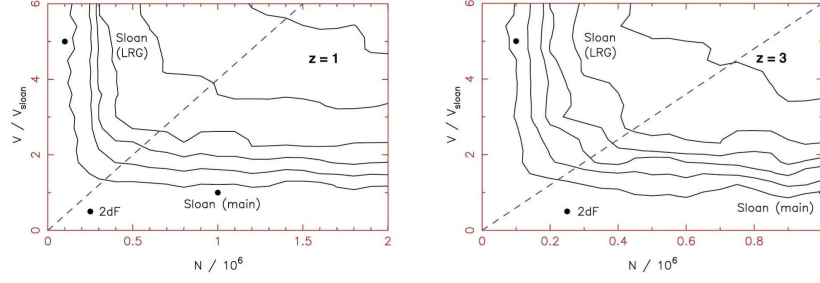 6
Sloan
(LRG)
z = 1
4
V / V_sloan
2
Sloan (main)
2dF
0
0 0.5 1 1.5 2
N / 10^6
6
Sloan
(LRG)
z = 3
4
V / V_sloan
2
2dF
Sloan (main)
0
0 0.2 0.4 0.6 0.8
N / 10^6